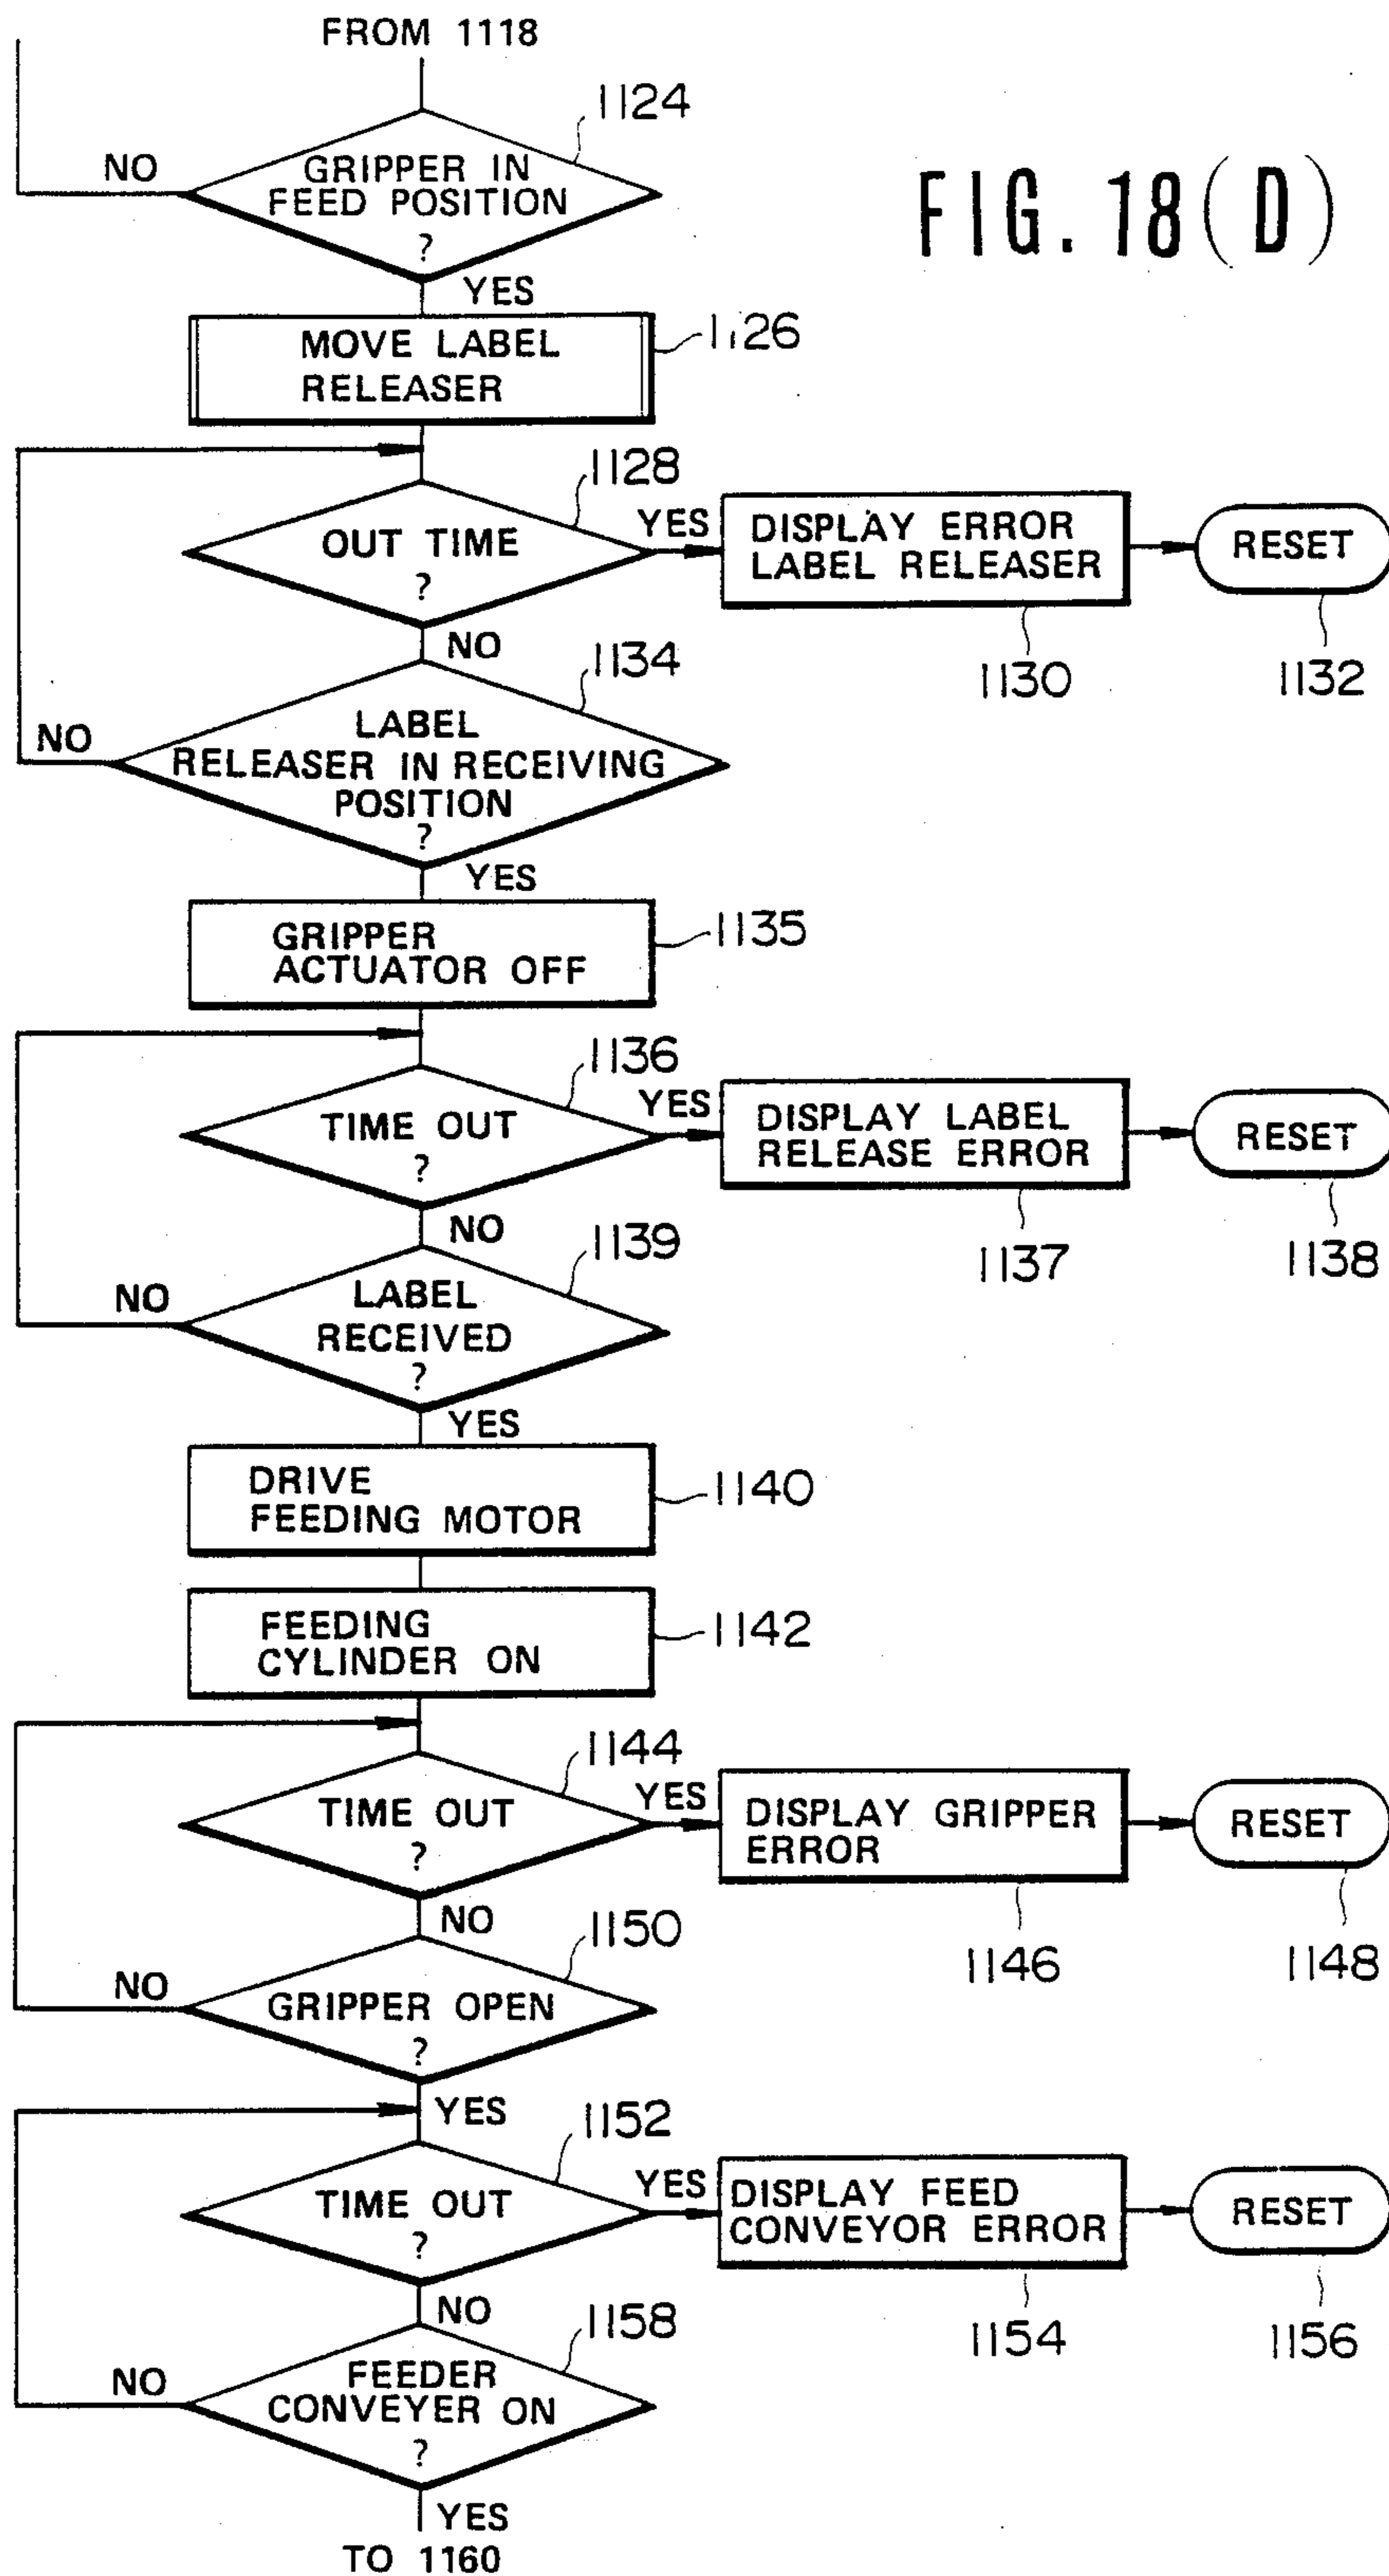 FROM 1118
1124
NO
GRIPPER IN
FEED POSITION
?
FIG. 18(D)
YES
MOVE LABEL
RELEASER
1126
1128
OUT TIME
?
YES
DISPLAY ERROR
LABEL RELEASER
RESET
NO
1130
1132
1134
NO
LABEL
RELEASER IN RECEIVING
POSITION
?
YES
GRIPPER
ACTUATOR OFF
1135
1136
TIME OUT
?
YES
DISPLAY LABEL
RELEASE ERROR
RESET
NO
1137
1138
1139
NO
LABEL
RECEIVED
?
YES
DRIVE
FEEDING MOTOR
1140
FEEDING
CYLINDER ON
1142
1144
TIME OUT
?
YES
DISPLAY GRIPPER
ERROR
RESET
NO
1146
1148
1150
NO
GRIPPER OPEN
?
YES
1152
TIME OUT
?
YES
DISPLAY FEED
CONVEYOR ERROR
RESET
NO
1154
1156
1158
NO
FEEDER
CONVEYER ON
?
YES
TO 1160